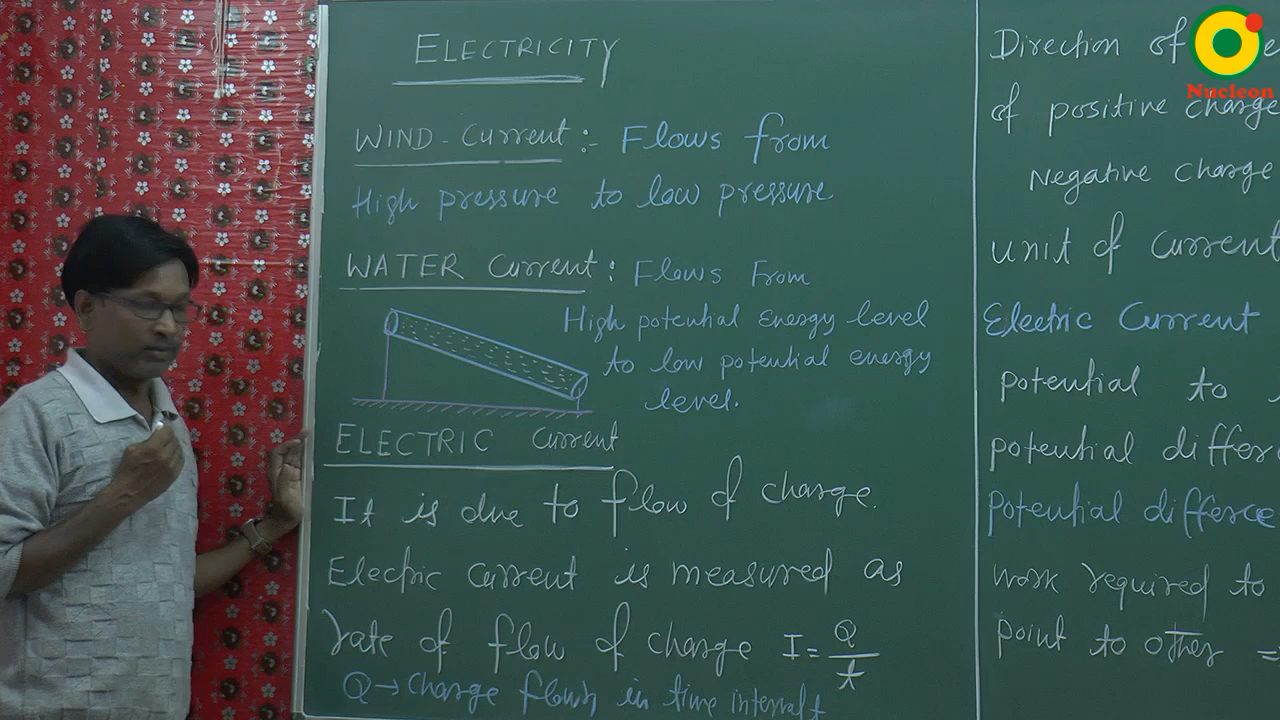 ELECTRICITY
WIND-Current :- Flows from
High pressure to low pressure
WATER Current : Flows From
High potential energy level
to low potential energy
level.
ELECTRIC Current
It is due to flow of charge.
Electric Current is measured as
rate of flow of charge I = Q/t
Q → Charge flows in time interval t
Direction of
of positive charge
Negative charge
unit of current
Electric Current
potential to
potential
potential differce
work required to
point to other =
Nucleon